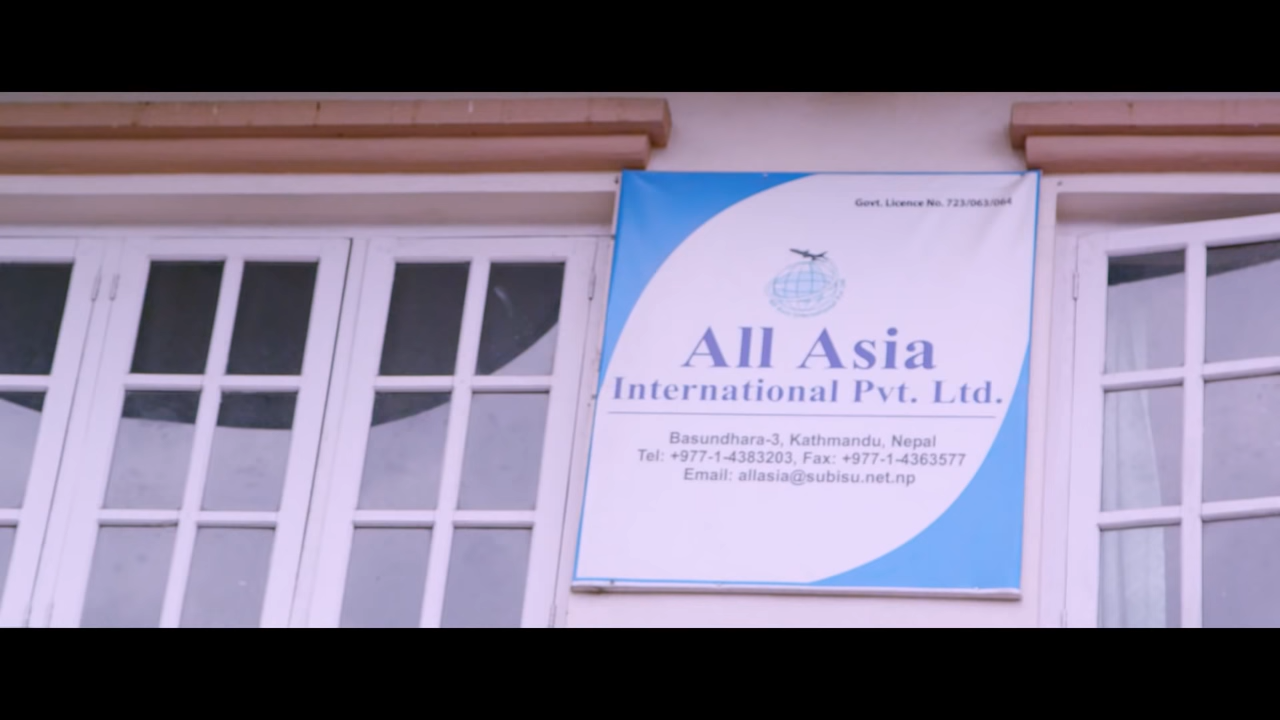 Govt. Licence No. 723/063/064
All Asia
International Pvt. Ltd.
Basundhara-3, Kathmandu, Nepal
Tel: +977-1-4383203, Fax: +977-1-4363577
Email: allasia@subisu.net.np